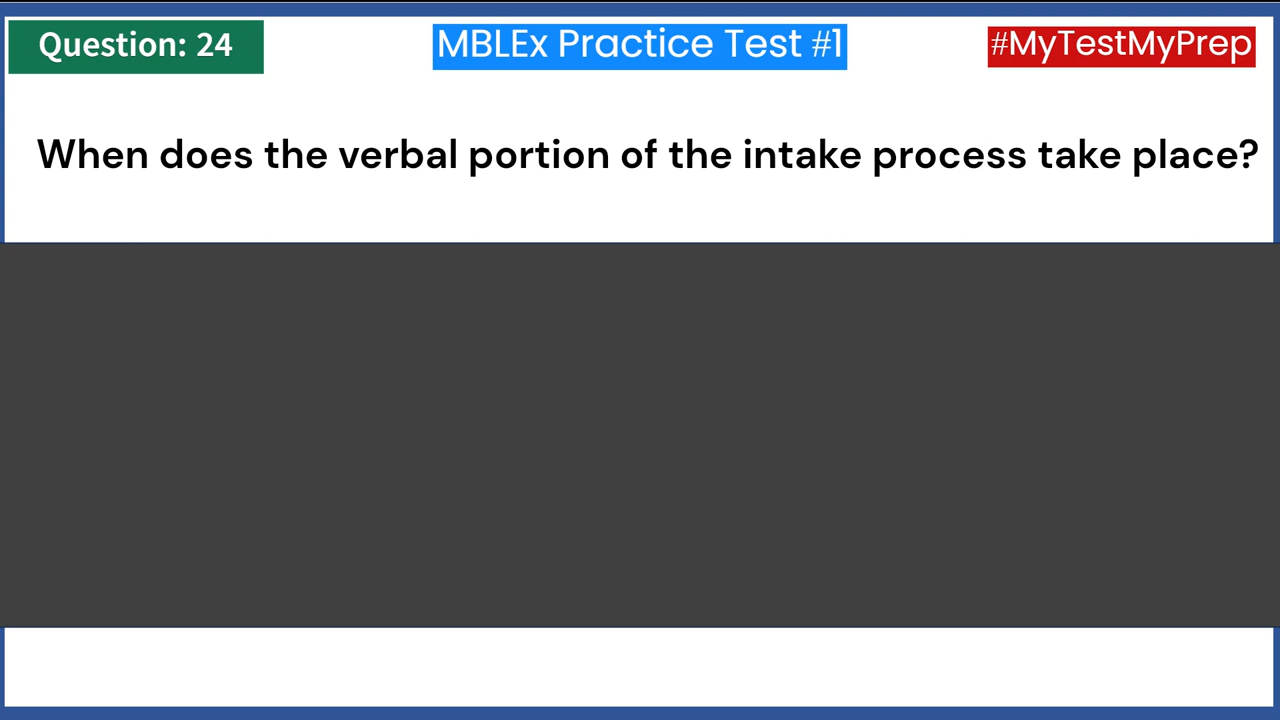 Question: 24
MBLEx Practice Test #1
#MyTestMyPrep
When does the verbal portion of the intake process take place?